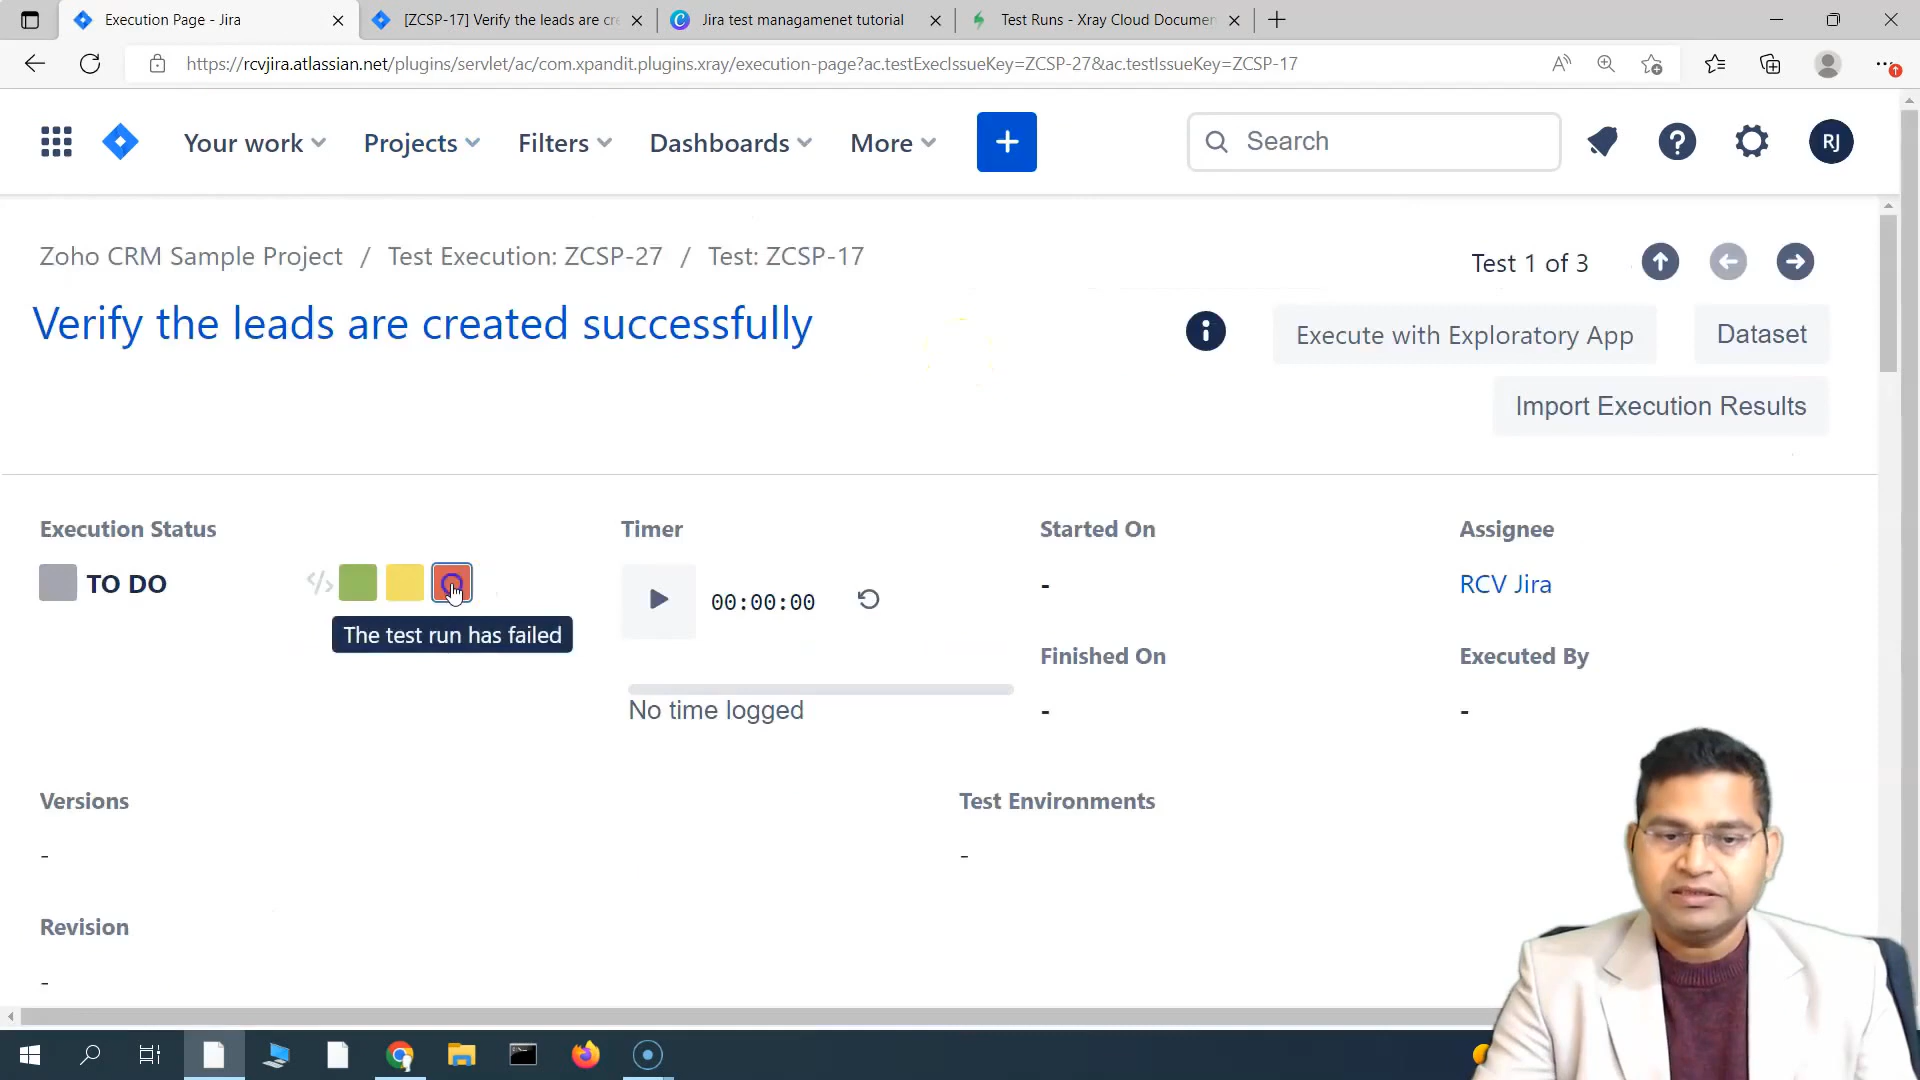 Execution Page - Jira
[ZCSP-17] Verify the leads are cre
Jira test managamenet tutorial
Test Runs - Xray Cloud Documen
https://rcvjira.atlassian.net/plugins/servlet/ac/com.xpandit.plugins.xray/execution-page?ac.testExecIssueKey=ZCSP-27&ac.testIssueKey=ZCSP-17
Your work
Projects
Filters
Dashboards
More
Search
RJ
Zoho CRM Sample Project / Test Execution: ZCSP-27 / Test: ZCSP-17
Test 1 of 3
Verify the leads are created successfully
Execute with Exploratory App
Dataset
Import Execution Results
Execution Status
Timer
Started On
Assignee
TO DO
</>
00:00:00
-
RCV Jira
The test run has failed
Finished On
Executed By
No time logged
-
-
Versions
Test Environments
-
-
Revision
-